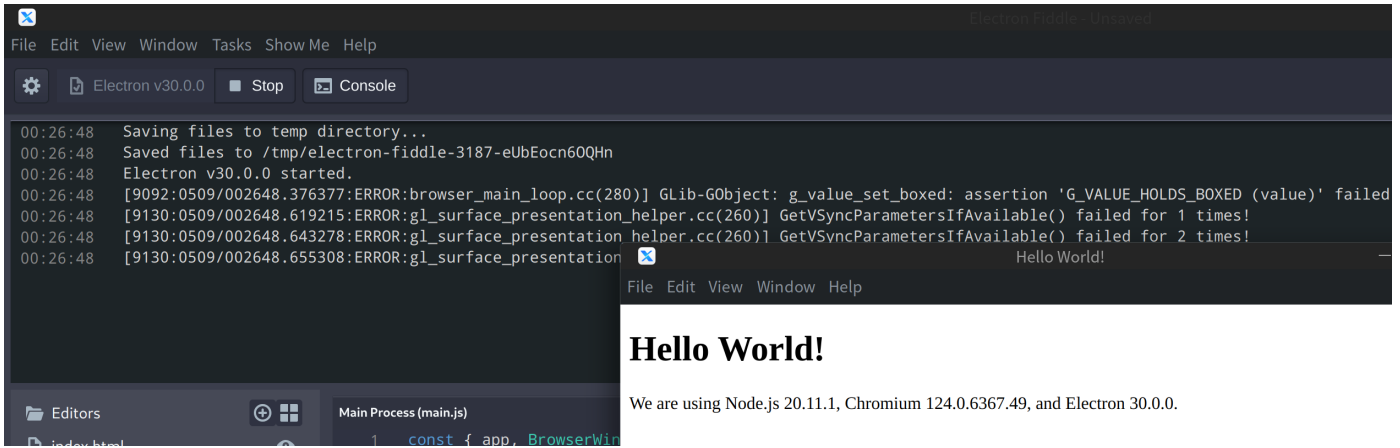 Electron Fiddle - Unsaved
File Edit View Window Tasks Show Me Help
Electron v30.0.0 Stop Console
00:26:48 Saving files to temp directory...
00:26:48 Saved files to /tmp/electron-fiddle-3187-eUbEocn6OQHn
00:26:48 Electron v30.0.0 started.
00:26:48 [9092:0509/002648.376377:ERROR:browser_main_loop.cc(280)] GLib-GObject: g_value_set_boxed: assertion 'G_VALUE_HOLDS_BOXED (value)' failed
00:26:48 [9130:0509/002648.619215:ERROR:gl_surface_presentation_helper.cc(260)] GetVSyncParametersIfAvailable() failed for 1 times!
00:26:48 [9130:0509/002648.643278:ERROR:gl_surface_presentation_helper.cc(260)] GetVSyncParametersIfAvailable() failed for 2 times!
00:26:48 [9130:0509/002648.655308:ERROR:gl_surface_presentation
Hello World!
File Edit View Window Help
Hello World!
We are using Node.js 20.11.1, Chromium 124.0.6367.49, and Electron 30.0.0.
Editors
Main Process (main.js)
index.html
1 const { app, BrowserWin